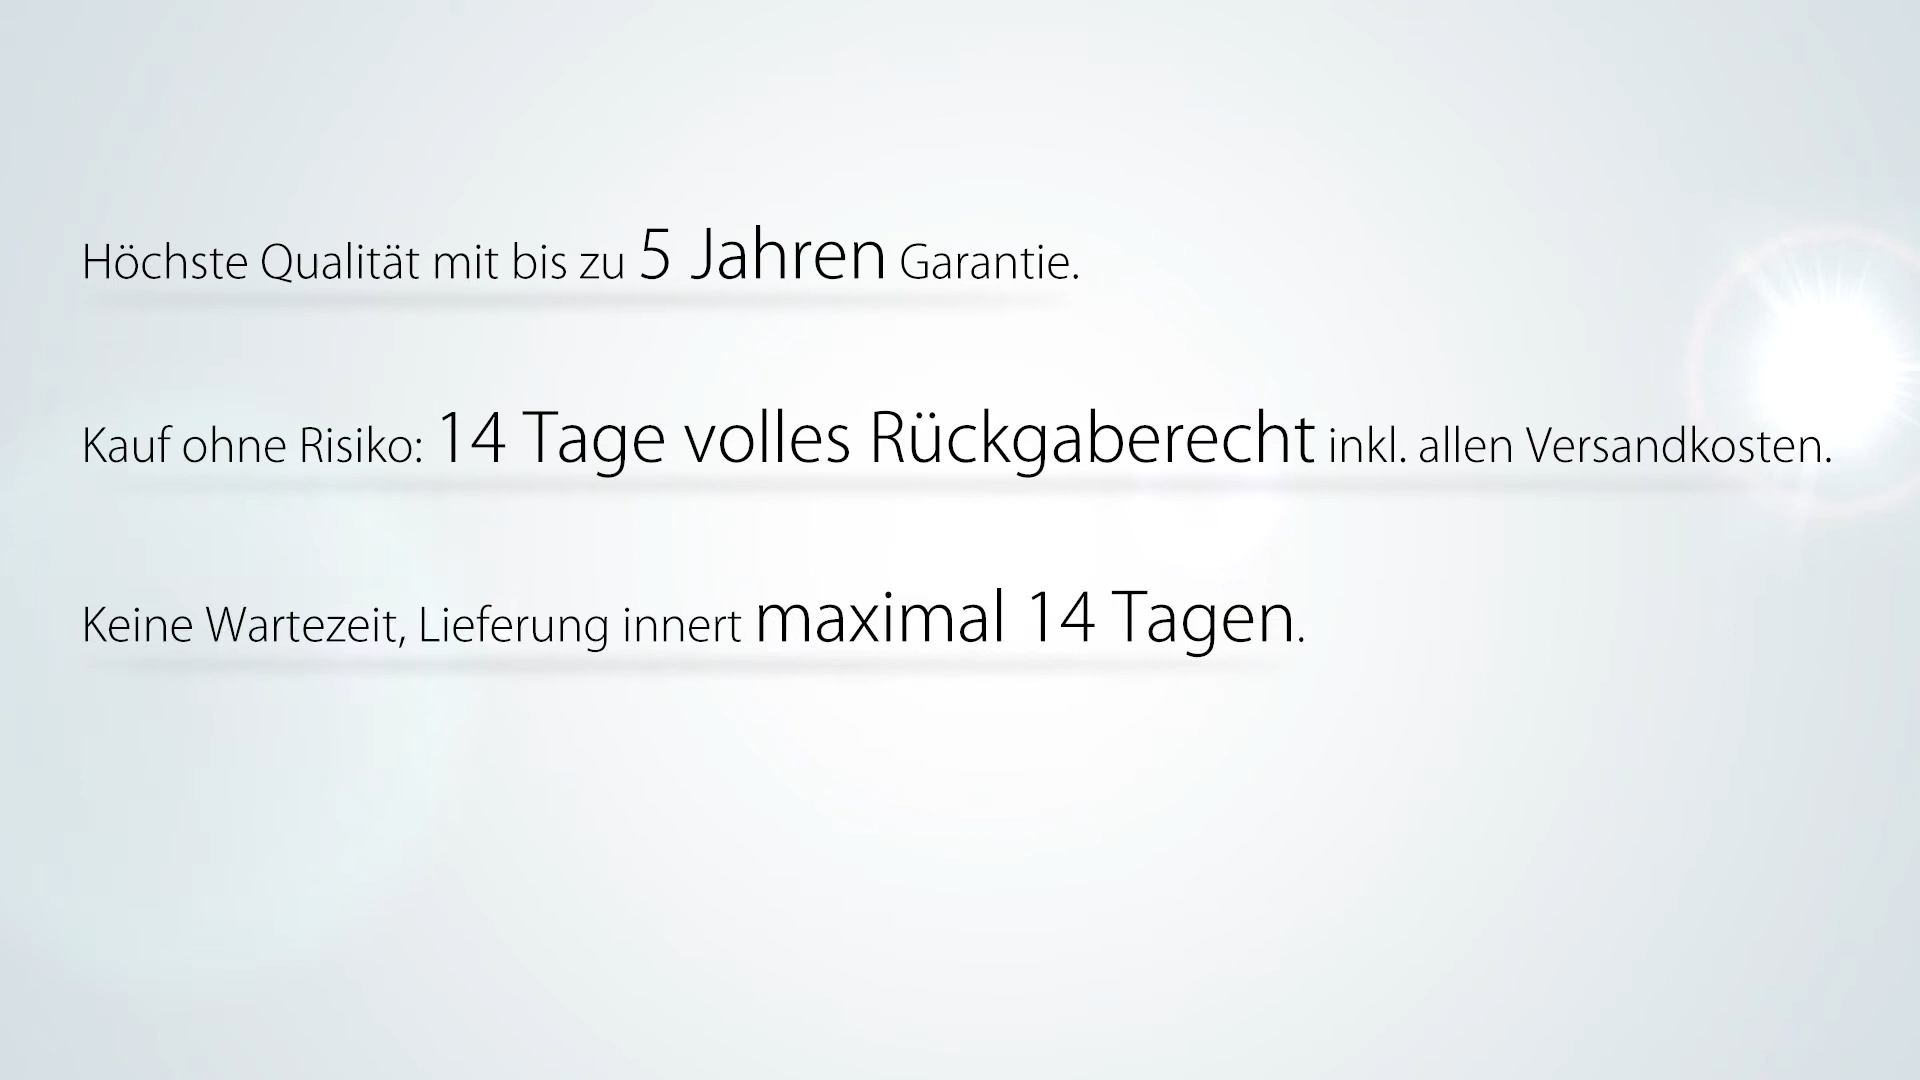 Höchste Qualität mit bis zu 5 Jahren Garantie.
Kauf ohne Risiko: 14 Tage volles Rückgaberecht inkl. allen Versandkosten.
Keine Wartezeit, Lieferung innert maximal 14 Tagen.